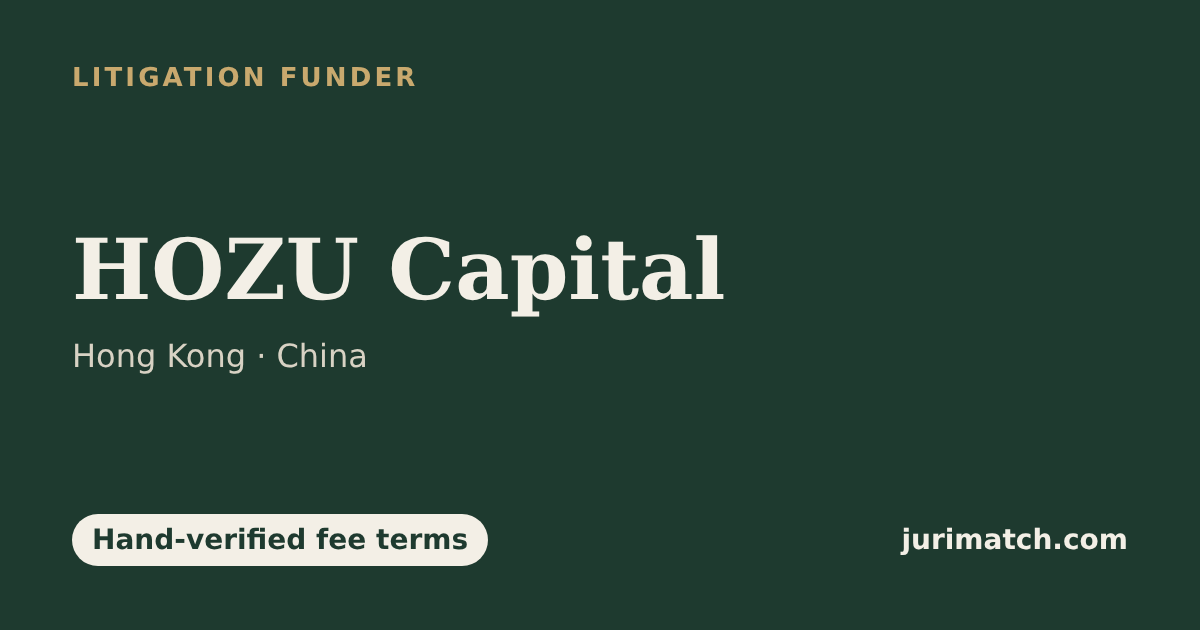 LITIGATION FUNDER
HOZU Capital
Hong Kong · China
Hand-verified fee terms
jurimatch.com